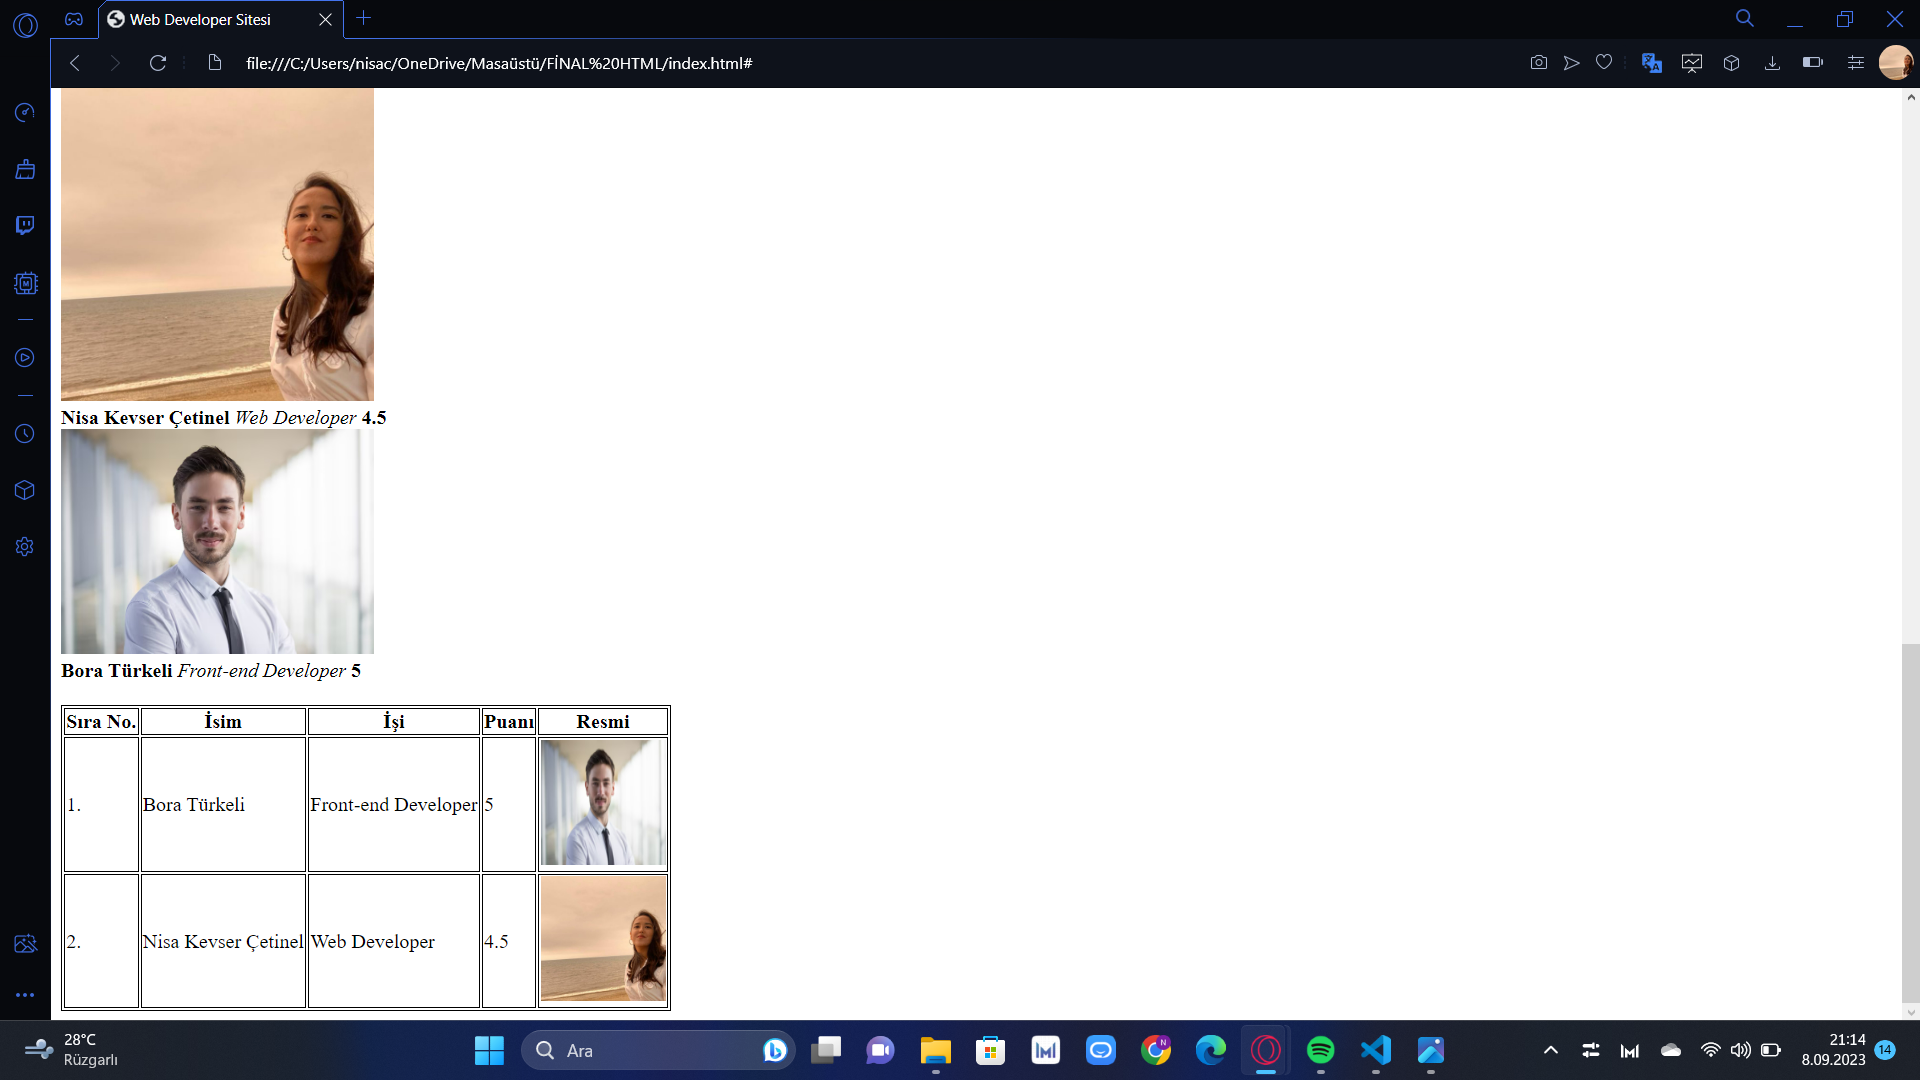 Web Developer Sitesi
file:///C:/Users/nisac/OneDrive/Masaüstü/FİNAL%20HTML/index.html#
Nisa Kevser Çetinel Web Developer 4.5
Bora Türkeli Front-end Developer 5
Sıra No. İsim İşi Puanı Resmi
1. Bora Türkeli Front-end Developer 5
2. Nisa Kevser Çetinel Web Developer 4.5
28°C
Rüzgarlı
Ara
N
21:14
8.09.2023
14